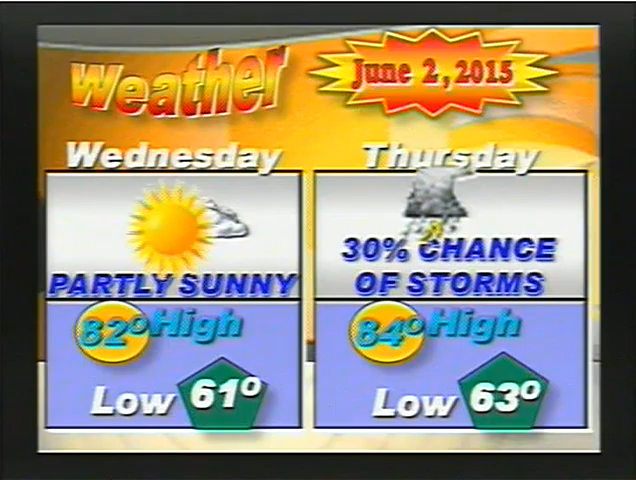 Weather
June 2, 2015
Wednesday
PARTLY SUNNY
82° High
Low 61°
Thursday
30% CHANCE
OF STORMS
84° High
Low 63°